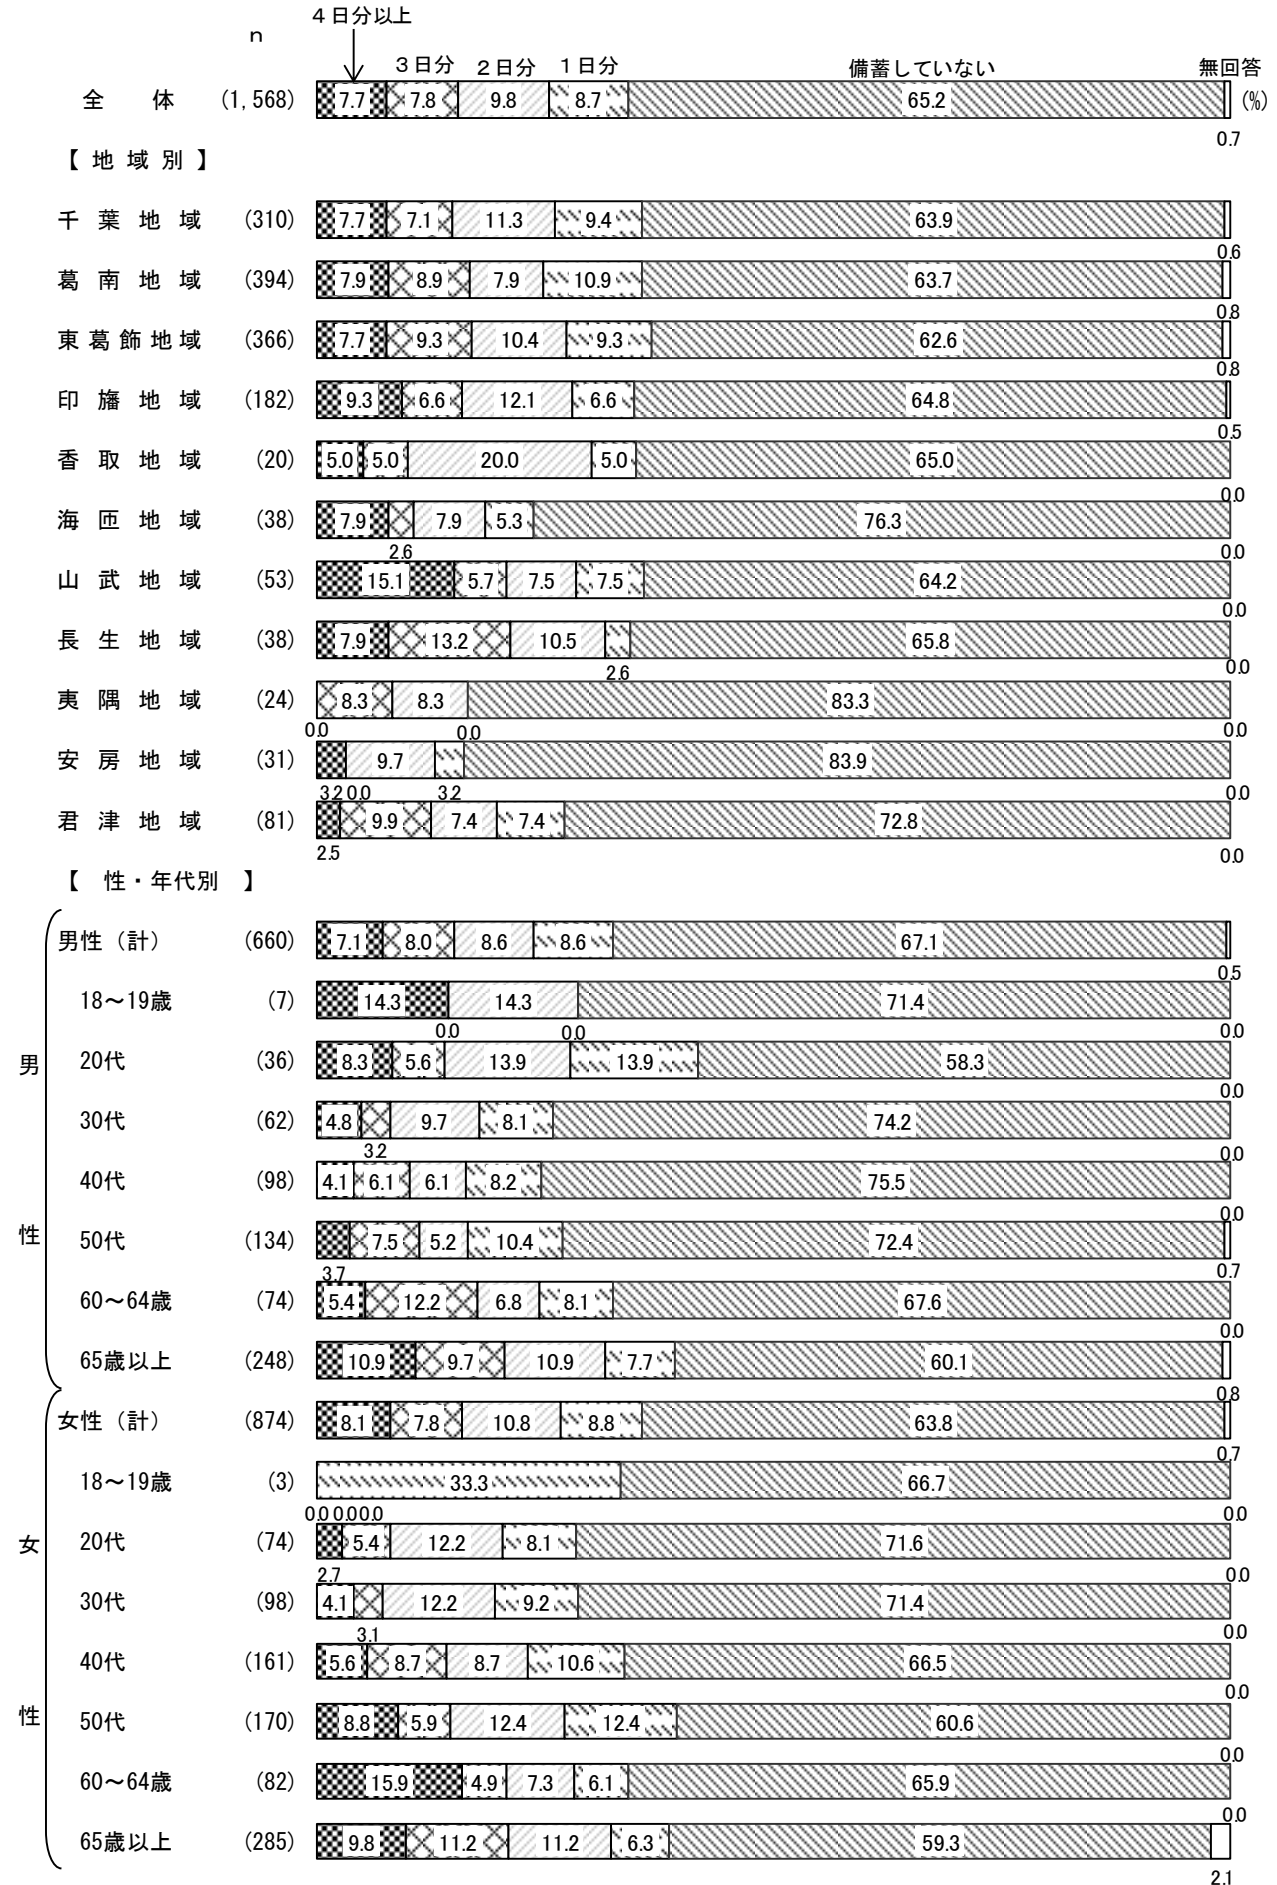 ４日分以上
ｎ
３日分 ２日分 １日分 備蓄していない 無回答
全体 (1,568) 7.7 7.8 9.8 8.7 65.2 (%)
0.7
【地域別】
千葉地域 (310) 7.7 7.1 11.3 9.4 63.9
0.6
葛南地域 (394) 7.9 8.9 7.9 10.9 63.7
0.8
東葛飾地域 (366) 7.7 9.3 10.4 9.3 62.6
0.8
印旛地域 (182) 9.3 6.6 12.1 6.6 64.8
0.5
香取地域 (20) 5.0 5.0 20.0 5.0 65.0
0.0
海匝地域 (38) 7.9 7.9 5.3 76.3
2.6 0.0
山武地域 (53) 15.1 5.7 7.5 7.5 64.2
0.0
長生地域 (38) 7.9 13.2 10.5 65.8
2.6 0.0
夷隅地域 (24) 8.3 8.3 83.3
0.0 0.0 0.0
安房地域 (31) 9.7 83.9
3.2 0.0 3.2 0.0
君津地域 (81) 9.9 7.4 7.4 72.8
2.5 0.0
【 性・年代別 】
男性（計） (660) 7.1 8.0 8.6 8.6 67.1
0.5
18～19歳 (7) 14.3 14.3 71.4
0.0 0.0 0.0
男 20代 (36) 8.3 5.6 13.9 13.9 58.3
0.0
30代 (62) 4.8 9.7 8.1 74.2
3.2 0.0
40代 (98) 4.1 6.1 6.1 8.2 75.5
0.0
性 50代 (134) 7.5 5.2 10.4 72.4
3.7 0.7
60～64歳 (74) 5.4 12.2 6.8 8.1 67.6
0.0
65歳以上 (248) 10.9 9.7 10.9 7.7 60.1
0.8
女性（計） (874) 8.1 7.8 10.8 8.8 63.8
0.7
18～19歳 (3) 33.3 66.7
0.0 0.0 0.0 0.0
女 20代 (74) 5.4 12.2 8.1 71.6
2.7 0.0
30代 (98) 4.1 12.2 9.2 71.4
3.1 0.0
40代 (161) 5.6 8.7 8.7 10.6 66.5
0.0
性 50代 (170) 8.8 5.9 12.4 12.4 60.6
0.0
60～64歳 (82) 15.9 4.9 7.3 6.1 65.9
0.0
65歳以上 (285) 9.8 11.2 11.2 6.3 59.3
2.1